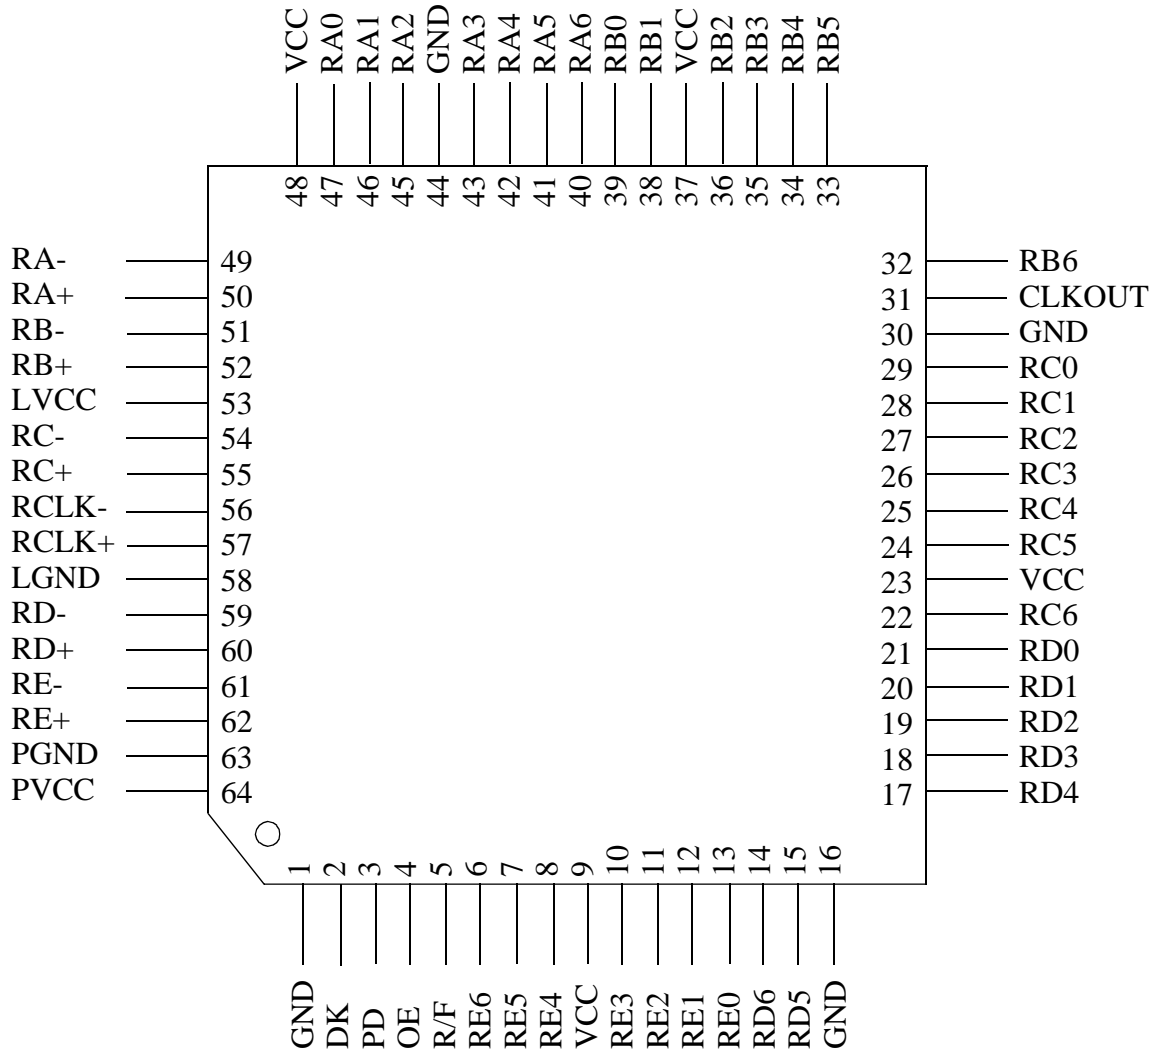 VCC RA0 RA1 RA2 GND RA3 RA4 RA5 RA6 RB0 RB1 VCC RB2 RB3 RB4 RB5
48 47 46 45 44 43 42 41 40 39 38 37 36 35 34 33
RA- 49 32 RB6
RA+ 50 31 CLKOUT
RB- 51 30 GND
RB+ 52 29 RC0
LVCC 53 28 RC1
RC- 54 27 RC2
RC+ 55 26 RC3
RCLK- 56 25 RC4
RCLK+ 57 24 RC5
LGND 58 23 VCC
RD- 59 22 RC6
RD+ 60 21 RD0
RE- 61 20 RD1
RE+ 62 19 RD2
PGND 63 18 RD3
PVCC 64 17 RD4
1 2 3 4 5 6 7 8 9 10 11 12 13 14 15 16
GND DK PD OE R/F RE6 RE5 RE4 VCC RE3 RE2 RE1 RE0 RD6 RD5 GND